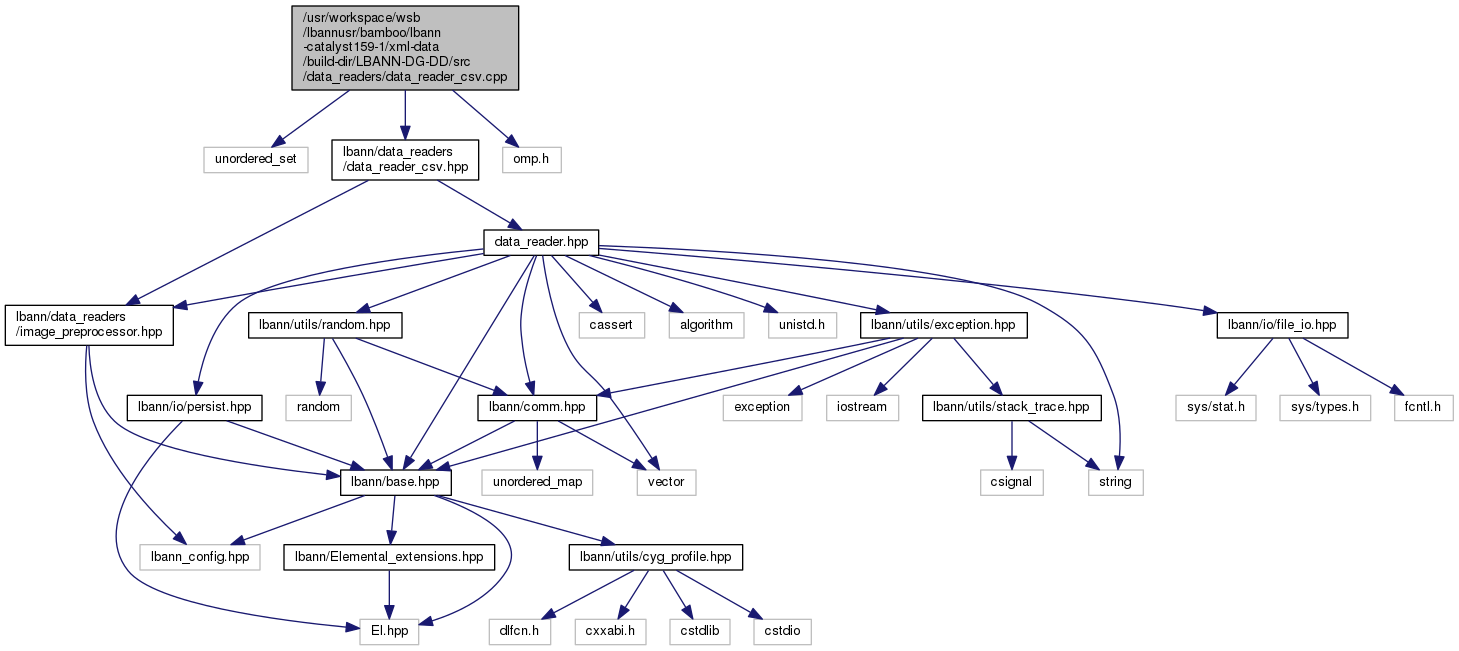 /usr/workspace/wsb
/lbannusr/bamboo/lbann
-catalyst159-1/xml-data
/build-dir/LBANN-DG-DD/src
/data_readers/data_reader_csv.cpp
unordered_set
lbann/data_readers
/data_reader_csv.hpp
omp.h
data_reader.hpp
lbann/data_readers
/image_preprocessor.hpp
lbann/utils/random.hpp
cassert
algorithm
unistd.h
lbann/utils/exception.hpp
lbann/io/file_io.hpp
lbann/io/persist.hpp
random
lbann/comm.hpp
exception
iostream
lbann/utils/stack_trace.hpp
sys/stat.h
sys/types.h
fcntl.h
lbann/base.hpp
unordered_map
vector
csignal
string
lbann_config.hpp
lbann/Elemental_extensions.hpp
lbann/utils/cyg_profile.hpp
El.hpp
dlfcn.h
cxxabi.h
cstdlib
cstdio